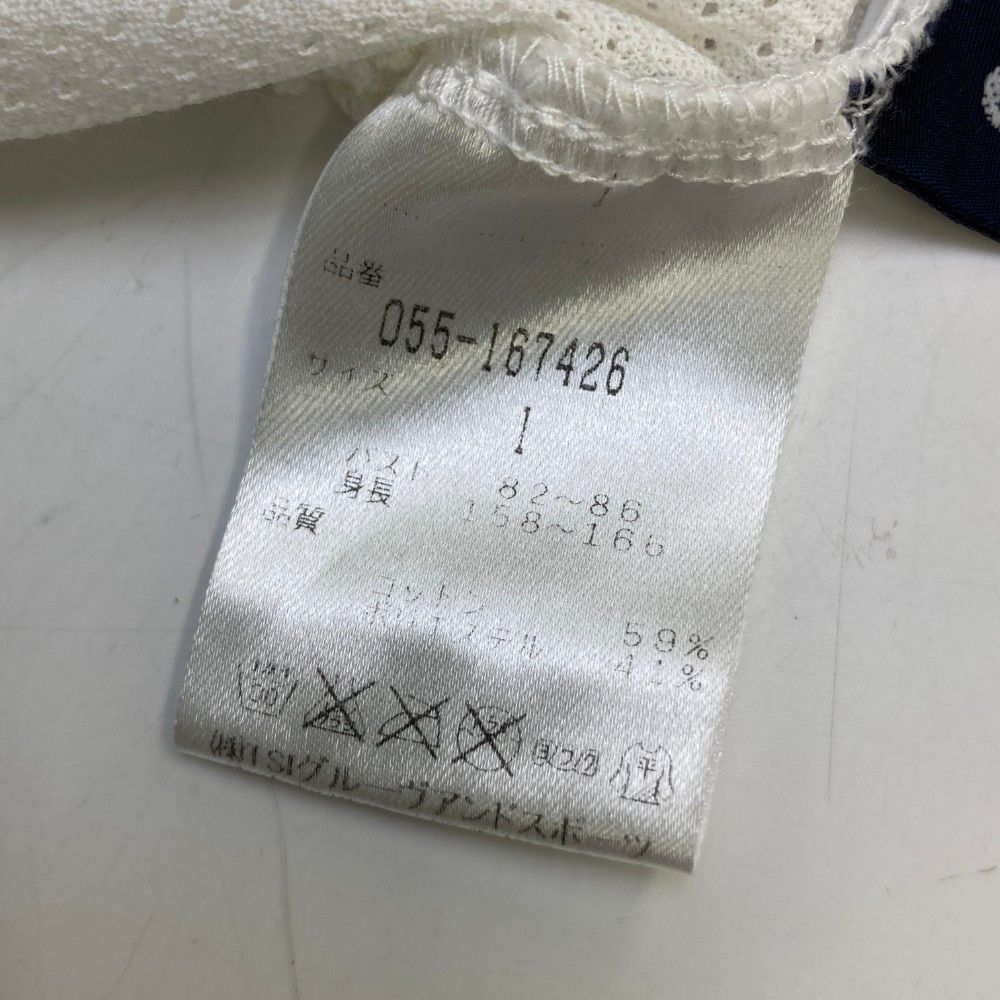 品番
055-167426
サイズ
1
バスト 82~86
身長 158~166
品質
コットン 59%
ポリエステル 41%
平
㈱TSIグルーヴアンドスポーツ